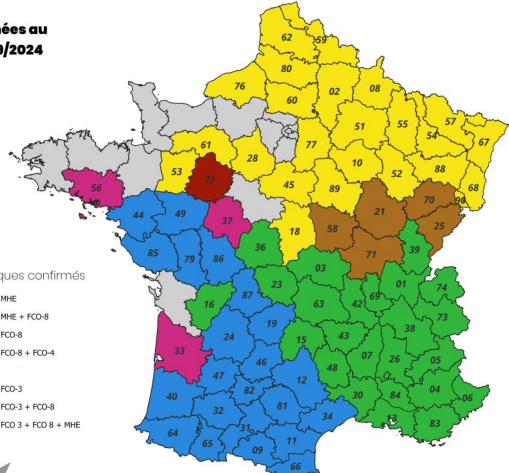 nées au
9/2024
ques confirmés
MHE
MHE + FCO-8
FCO-8
FCO-8 + FCO-4
FCO-3
FCO-3 + FCO-8
FCO 3 + FCO 8 + MHE
62 59
80
76 02 08
60
61 77 51 55 54 57 67
53 72 28 10 52 88
56 45 89 68
44 49 37 18 58 21 70 90
25
85 79 86 36 71 39
03
16 87 23 63 42 69 01 74
73
33 24 19 15 43 38
47 46 48 07 26 05
12
40 82 30 84 04 06
32 81 34 13 83
64 65 31 11
09
66